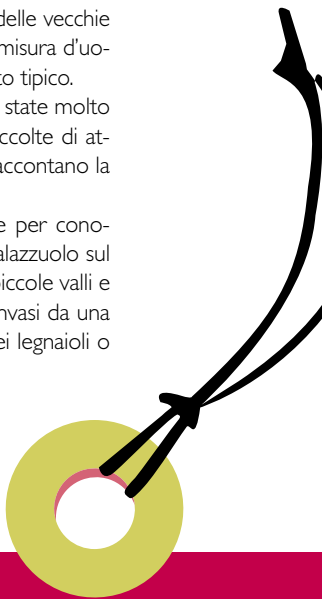 delle vecchie
misura d'uo-
to tipico.
state molto
ccolte di at-
accontano la
e per cono-
alazzuolo sul
iccole valli e
nvasi da una
ei legnaioli o